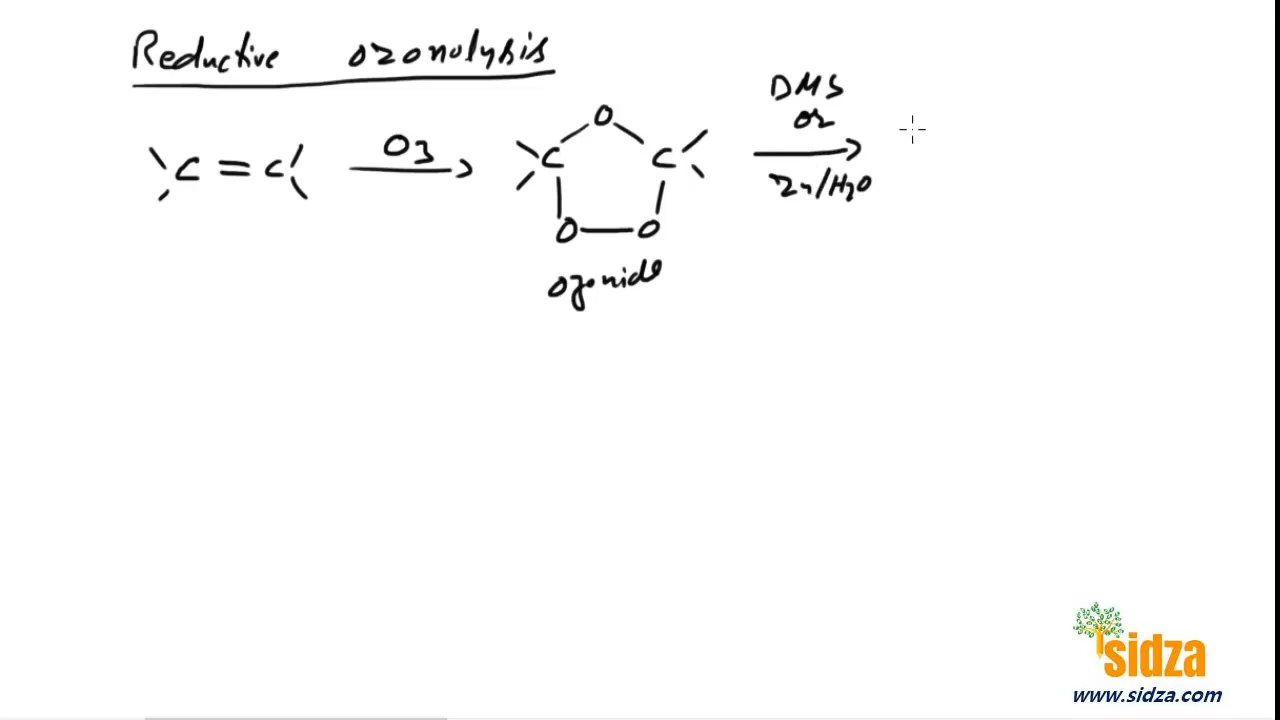 Reductive ozonolysis
C = C
O3
O
C C
O — O
ozonide
DMS
or
Zn/H2O
sidza
www.sidza.com